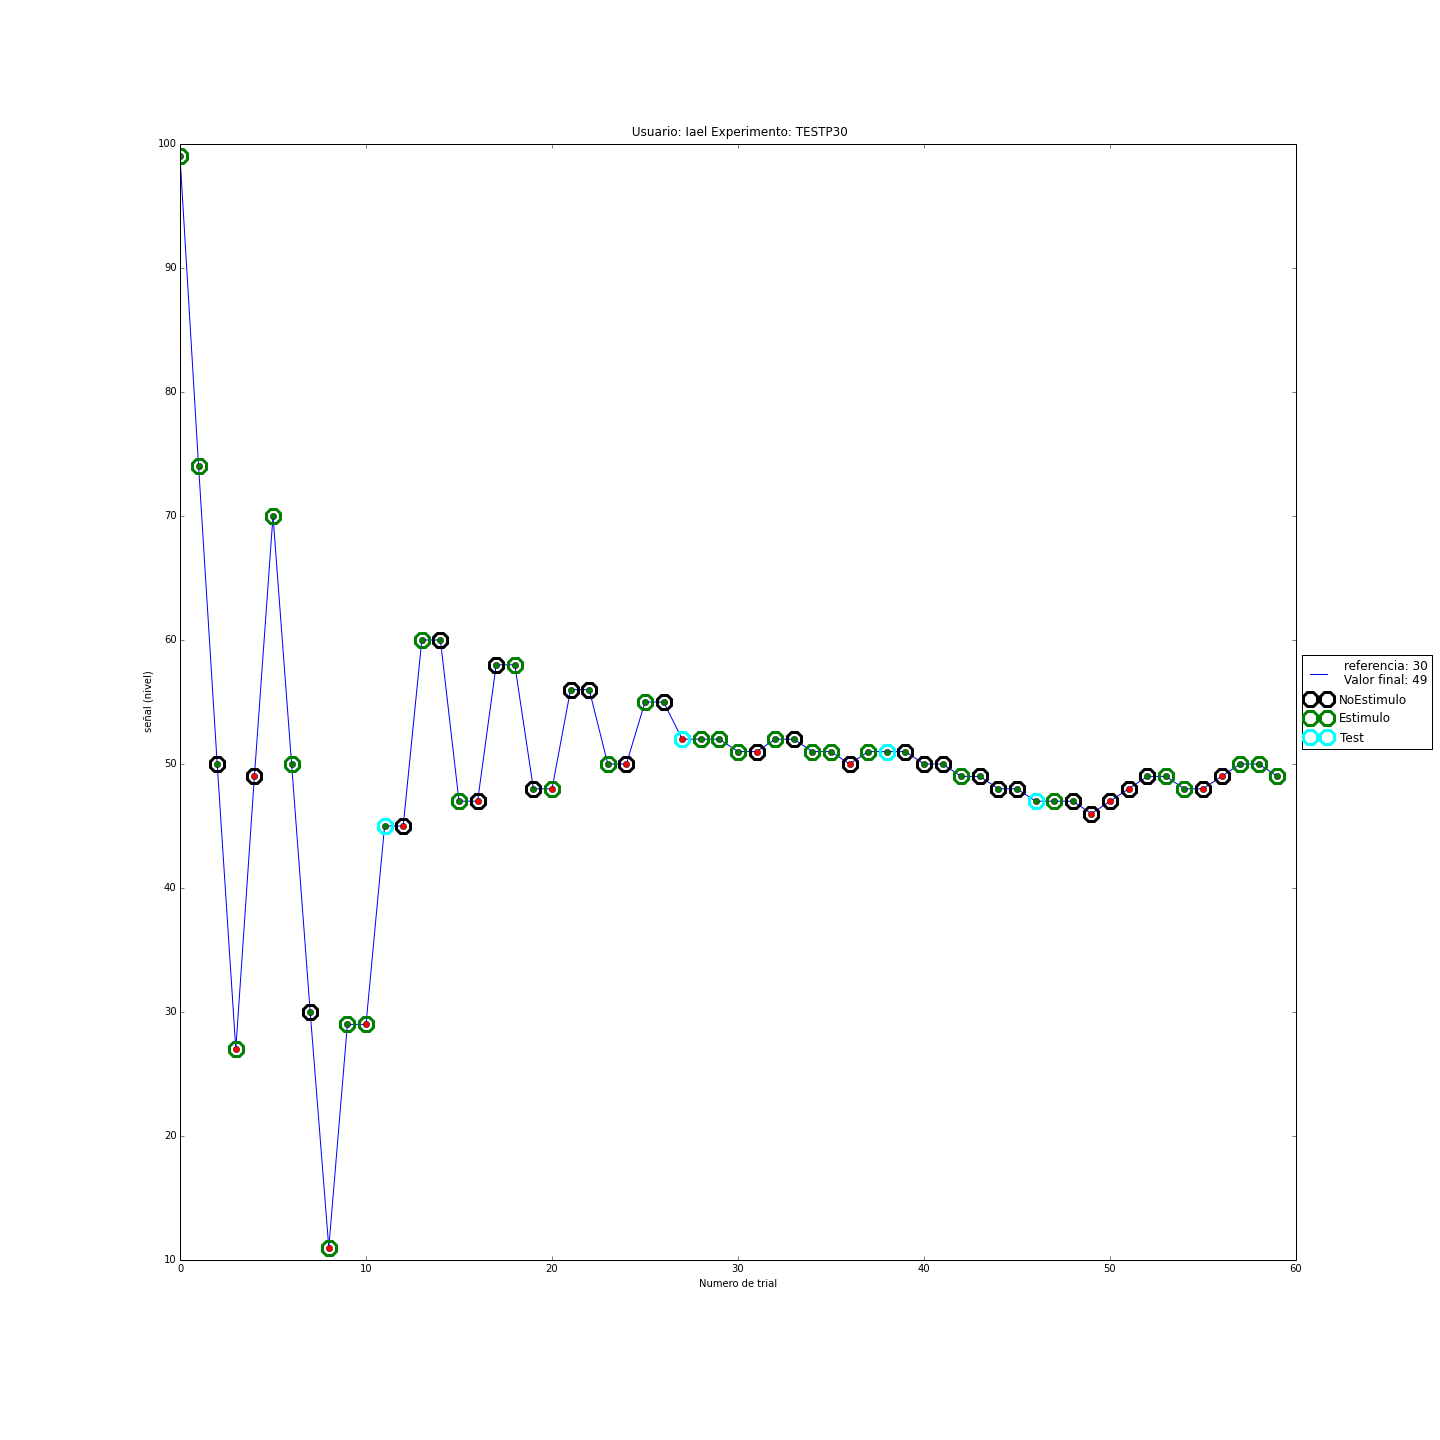 Usuario: Iael Experimento: TESTP30
100
90
80
70
60
50
40
30
20
10
señal (nivel)
0 10 20 30 40 50 60
Numero de trial
referencia: 30
Valor final: 49
NoEstimulo
Estimulo
Test